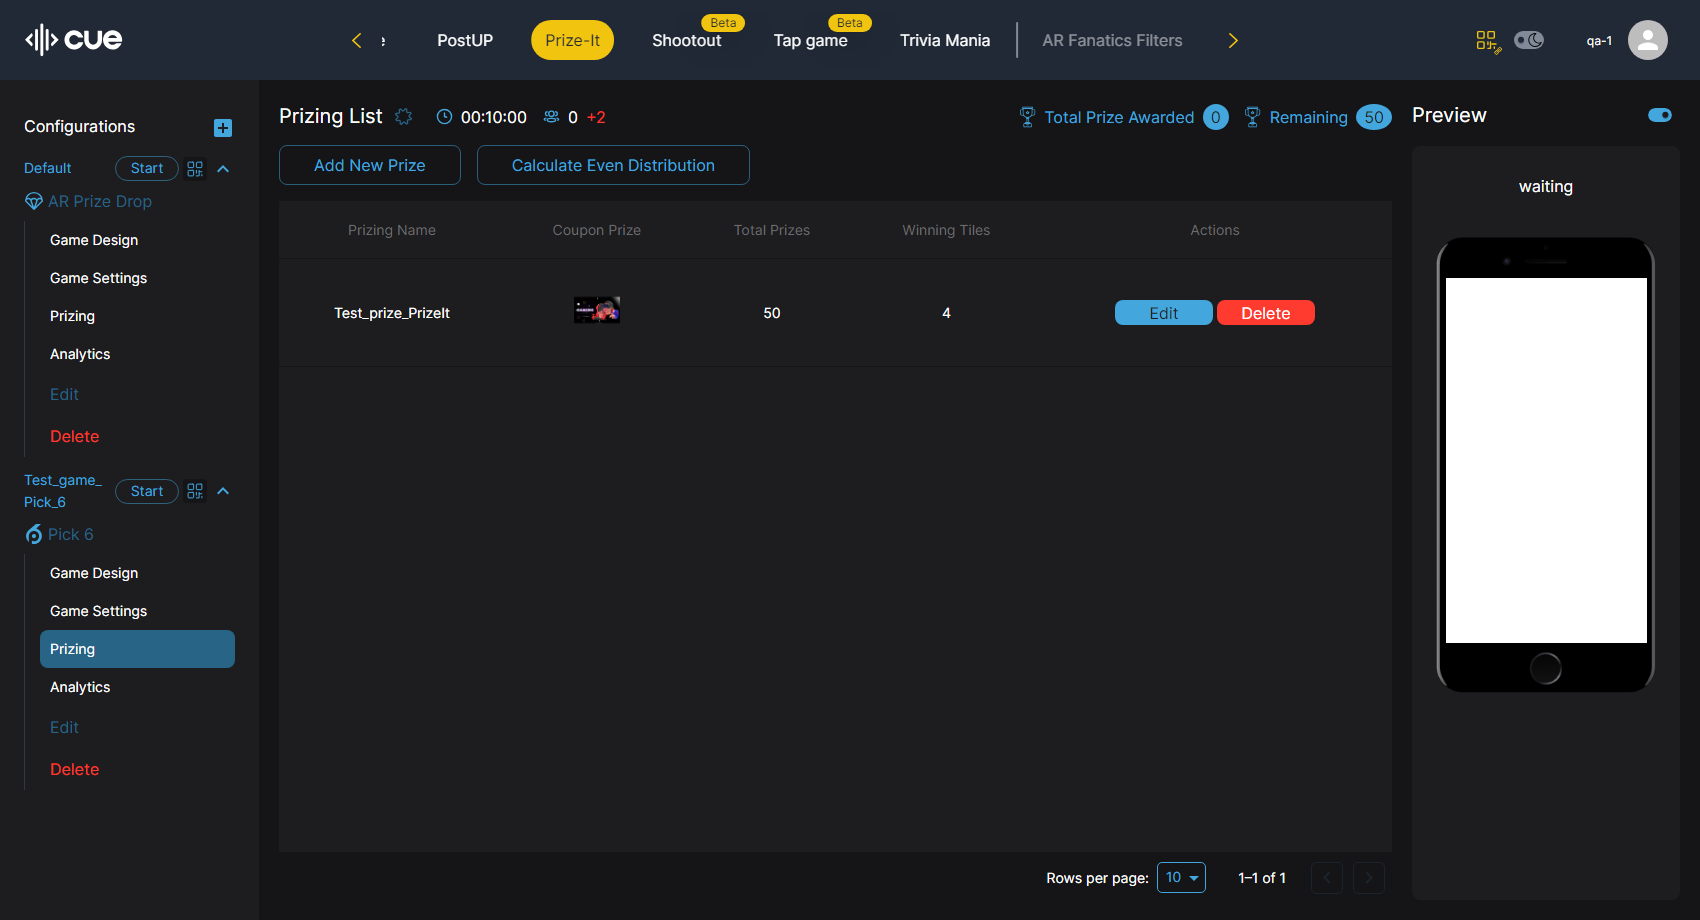 cue
PostUP
Prize-It
Beta
Shootout
Beta
Tap game
Trivia Mania
AR Fanatics Filters
qa-1
Configurations
Default
Start
AR Prize Drop
Game Design
Game Settings
Prizing
Analytics
Edit
Delete
Test_game_
Pick_6
Start
Pick 6
Game Design
Game Settings
Prizing
Analytics
Edit
Delete
Prizing List
00:10:00
0 +2
Total Prize Awarded 0
Remaining 50
Add New Prize
Calculate Even Distribution
Prizing Name Coupon Prize Total Prizes Winning Tiles Actions
Test_prize_PrizeIt 50 4 Edit Delete
Rows per page: 10 1–1 of 1
Preview
waiting